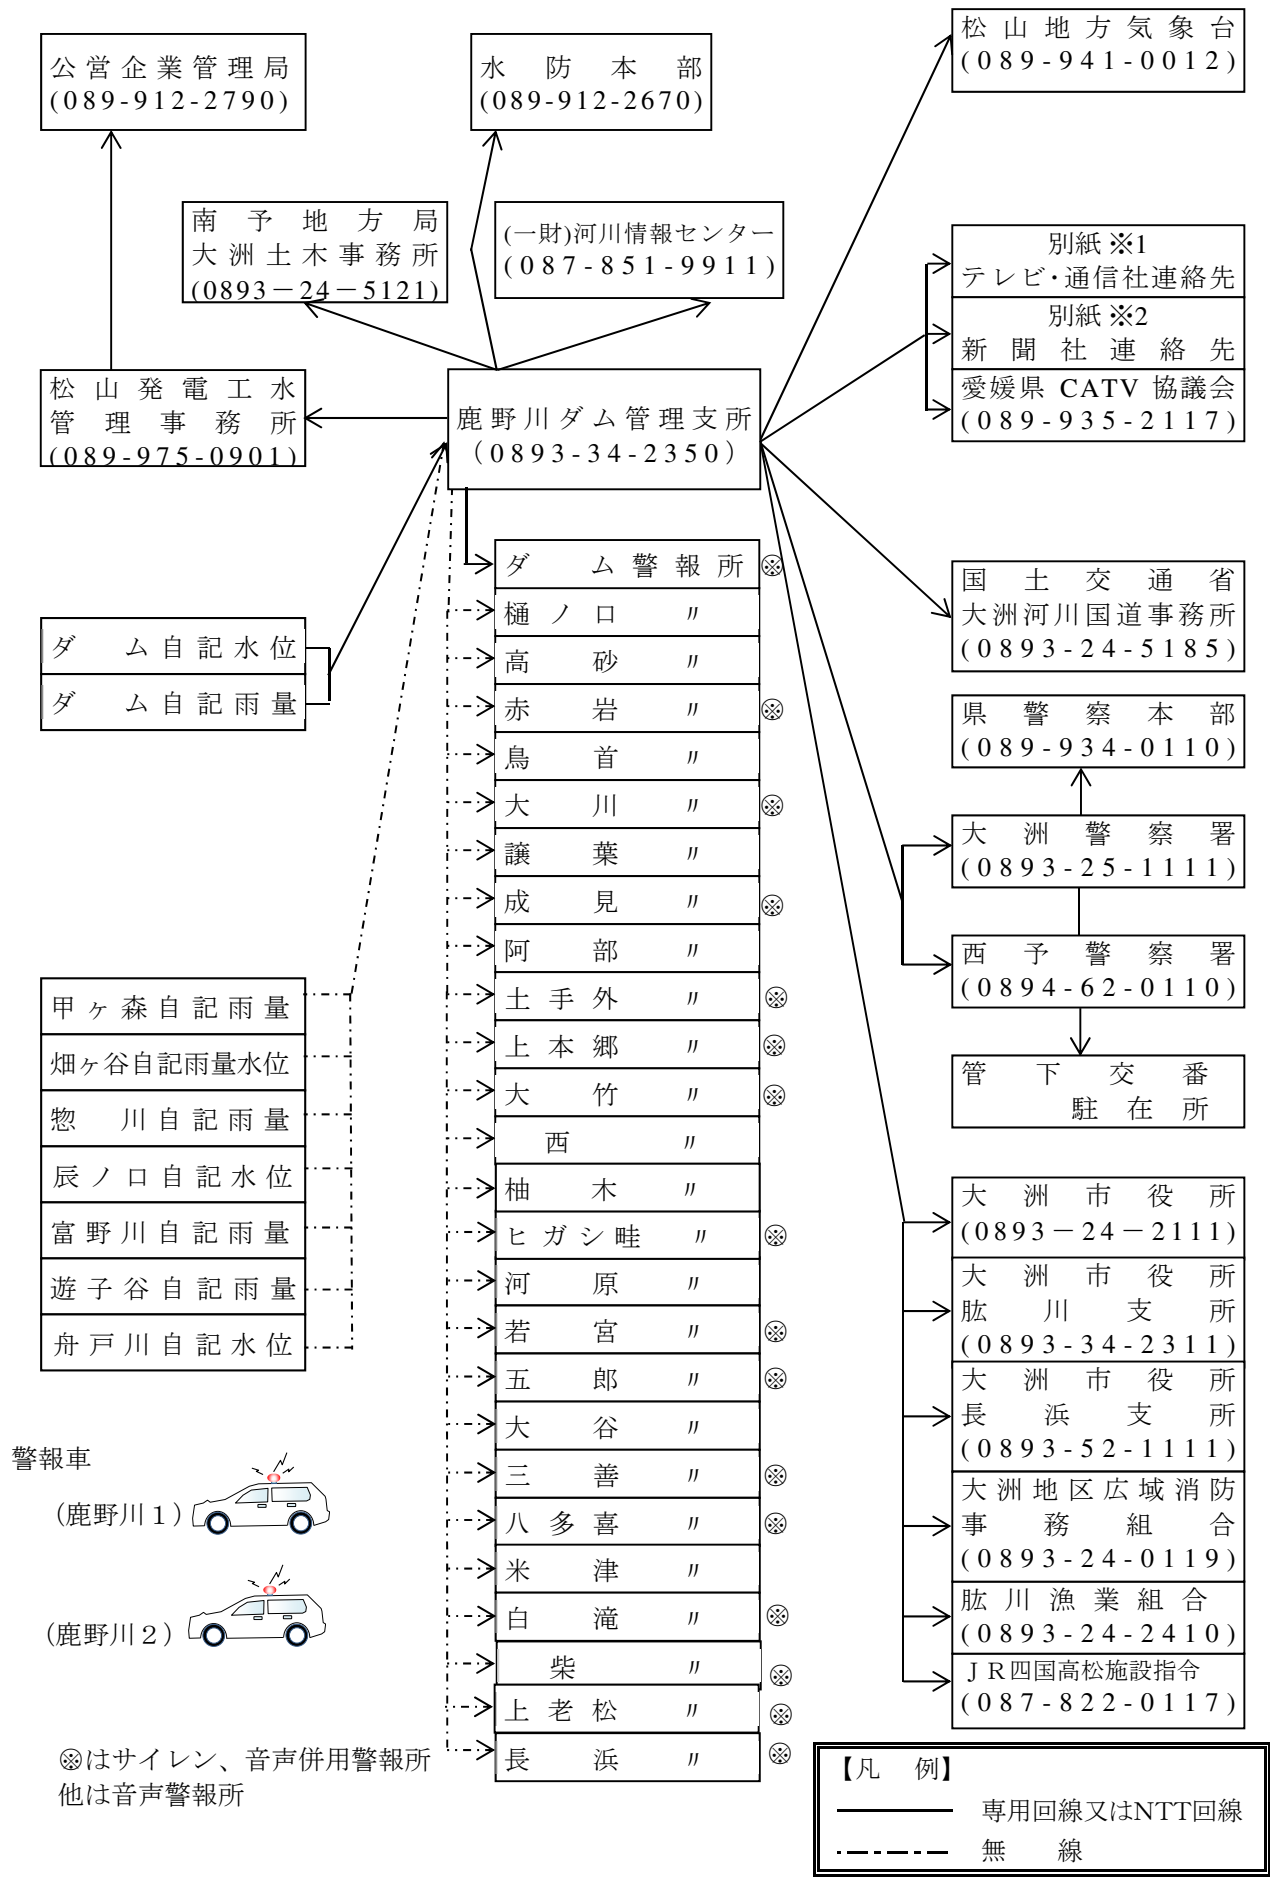 松山地方気象台
(089-941-0012)
公営企業管理局
(089-912-2790)
水防本部
(089-912-2670)
南予地方局
大洲土木事務所
(0893－24－5121)
(一財)河川情報センター
(087-851-9911)
別紙※1
テレビ・通信社連絡先
別紙※2
新聞社連絡先
愛媛県 CATV 協議会
(089-935-2117)
松山発電工水
管理事務所
(089-975-0901)
鹿野川ダム管理支所
（0893-34-2350）
ダム警報所 ※
樋ノ口 〃
高砂 〃
赤岩 〃 ※
鳥首 〃
大川 〃 ※
譲葉 〃
成見 〃 ※
阿部 〃
土手外 〃 ※
上本郷 〃 ※
大竹 〃 ※
西 〃
柚木 〃
ヒガシ畦 〃 ※
河原 〃
若宮 〃 ※
五郎 〃 ※
大谷 〃
三善 〃 ※
八多喜 〃 ※
米津 〃
白滝 〃 ※
柴 〃 ※
上老松 〃 ※
長浜 〃 ※
ダム自記水位
ダム自記雨量
甲ヶ森自記雨量
畑ヶ谷自記雨量水位
惣川自記雨量
辰ノ口自記水位
富野川自記雨量
遊子谷自記雨量
舟戸川自記水位
国土交通省
大洲河川国道事務所
(0893-24-5185)
県警察本部
(089-934-0110)
大洲警察署
(0893-25-1111)
西予警察署
(0894-62-0110)
管下交番
駐在所
大洲市役所
(0893－24－2111)
大洲市役所
肱川支所
(0893-34-2311)
大洲市役所
長浜支所
(0893-52-1111)
大洲地区広域消防
事務組合
(0893-24-0119)
肱川漁業組合
(0893-24-2410)
ＪＲ四国高松施設指令
(087-822-0117)
警報車
(鹿野川１)
(鹿野川２)
※はサイレン、音声併用警報所
他は音声警報所
【凡　例】
専用回線又はNTT回線
無　線